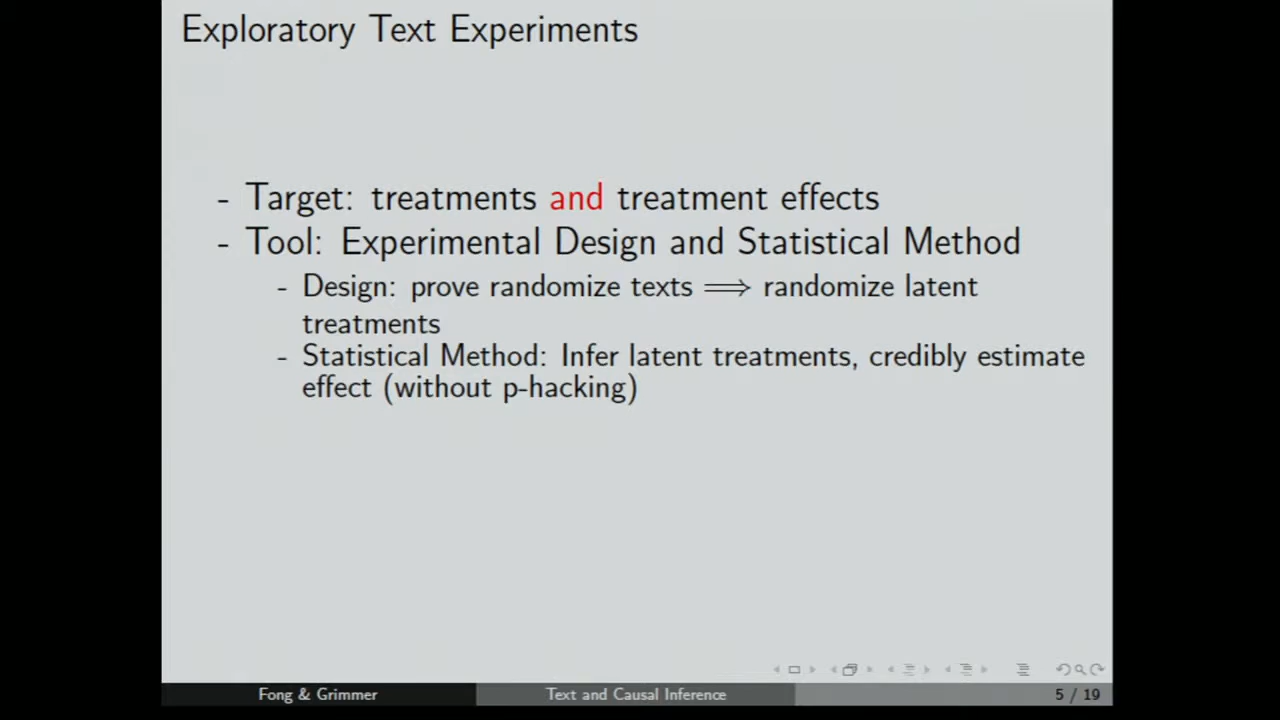 Exploratory Text Experiments
- Target: treatments and treatment effects
- Tool: Experimental Design and Statistical Method
- Design: prove randomize texts ⟹ randomize latent
treatments
- Statistical Method: Infer latent treatments, credibly estimate
effect (without p-hacking)
Fong & Grimmer
Text and Causal Inference
5 / 19